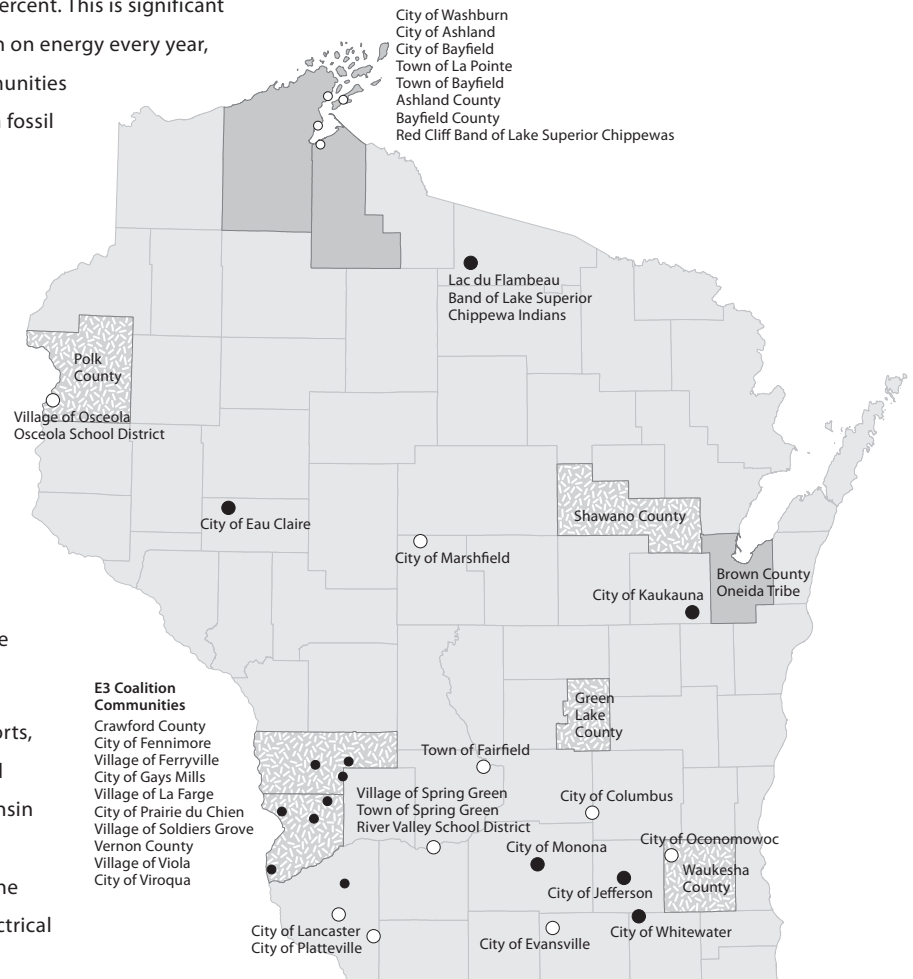 ercent. This is significant
on energy every year,
unities
fossil
City of Washburn
City of Ashland
City of Bayfield
Town of La Pointe
Town of Bayfield
Ashland County
Bayfield County
Red Cliff Band of Lake Superior Chippewas
Lac du Flambeau
Band of Lake Superior
Chippewa Indians
Polk
County
Village of Osceola
Osceola School District
City of Eau Claire
City of Marshfield
Shawano County
Brown County
Oneida Tribe
City of Kaukauna
e
orts,
nsin
ne
ctrical
E3 Coalition
Communities
Crawford County
City of Fennimore
Village of Ferryville
City of Gays Mills
Village of La Farge
City of Prairie du Chien
Village of Soldiers Grove
Vernon County
Village of Viola
City of Viroqua
Green
Lake
County
Town of Fairfield
Village of Spring Green
Town of Spring Green
River Valley School District
City of Columbus
City of Monona
City of Oconomowoc
Waukesha
County
City of Jefferson
City of Whitewater
City of Lancaster
City of Platteville
City of Evansville